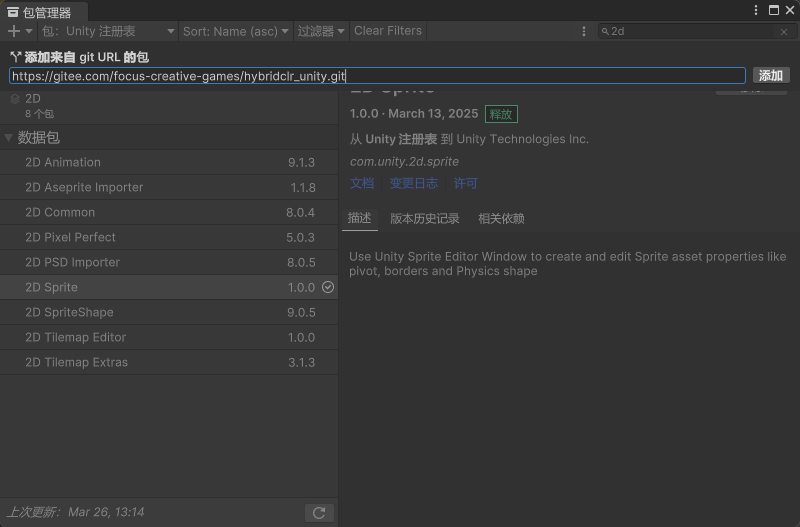 包管理器
包: Unity 注册表 Sort: Name (asc) 过滤器 Clear Filters 2d
添加来自 git URL 的包
https://gitee.com/focus-creative-games/hybridclr_unity.git 添加
2D
8 个包
数据包
2D Animation 9.1.3
2D Aseprite Importer 1.1.8
2D Common 8.0.4
2D Pixel Perfect 5.0.3
2D PSD Importer 8.0.5
2D Sprite 1.0.0
2D SpriteShape 9.0.5
2D Tilemap Editor 1.0.0
2D Tilemap Extras 3.1.3
上次更新: Mar 26, 13:14
2D Sprite
1.0.0 · March 13, 2025 释放
从 Unity 注册表 到 Unity Technologies Inc.
com.unity.2d.sprite
文档 变更日志 许可
描述 版本历史记录 相关依赖
Use Unity Sprite Editor Window to create and edit Sprite asset properties like
pivot, borders and Physics shape